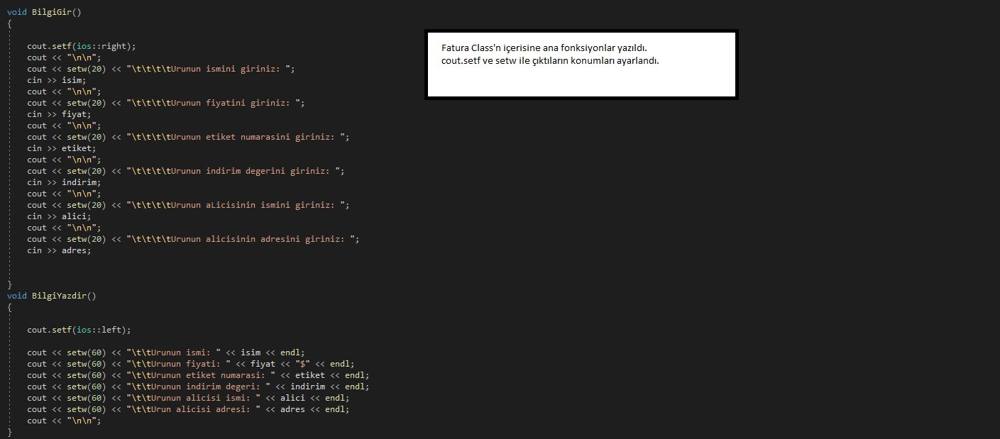 void BilgiGir()
{
cout.setf(ios::right);
cout << "\n\n";
cout << setw(20) << "\t\t\t\tUrunun ismini giriniz: ";
cin >> isim;
cout << "\n\n";
cout << setw(20) << "\t\t\t\tUrunun fiyatini giriniz: ";
cin >> fiyat;
cout << "\n\n";
cout << setw(20) << "\t\t\t\tUrunun etiket numarasini giriniz: ";
cin >> etiket;
cout << "\n\n";
cout << setw(20) << "\t\t\t\tUrunun indirim degerini giriniz: ";
cin >> indirim;
cout << "\n\n";
cout << setw(20) << "\t\t\t\tUrunun aLicisinin ismini giriniz: ";
cin >> alici;
cout << "\n\n";
cout << setw(20) << "\t\t\t\tUrunun alicisinin adresini giriniz: ";
cin >> adres;
}
void BilgiYazdir()
{
cout.setf(ios::left);
cout << setw(60) << "\t\tUrunun ismi: " << isim << endl;
cout << setw(60) << "\t\tUrunun fiyati: " << fiyat << "$" << endl;
cout << setw(60) << "\t\tUrunun etiket numarasi: " << etiket << endl;
cout << setw(60) << "\t\tUrunun indirim degeri: " << indirim << endl;
cout << setw(60) << "\t\tUrunun alicisi ismi: " << alici << endl;
cout << setw(60) << "\t\tUrun alicisi adresi: " << adres << endl;
cout << "\n\n";
}
Fatura Class'n içerisine ana fonksiyonlar yazıldı.
cout.setf ve setw ile çıktıların konumları ayarlandı.